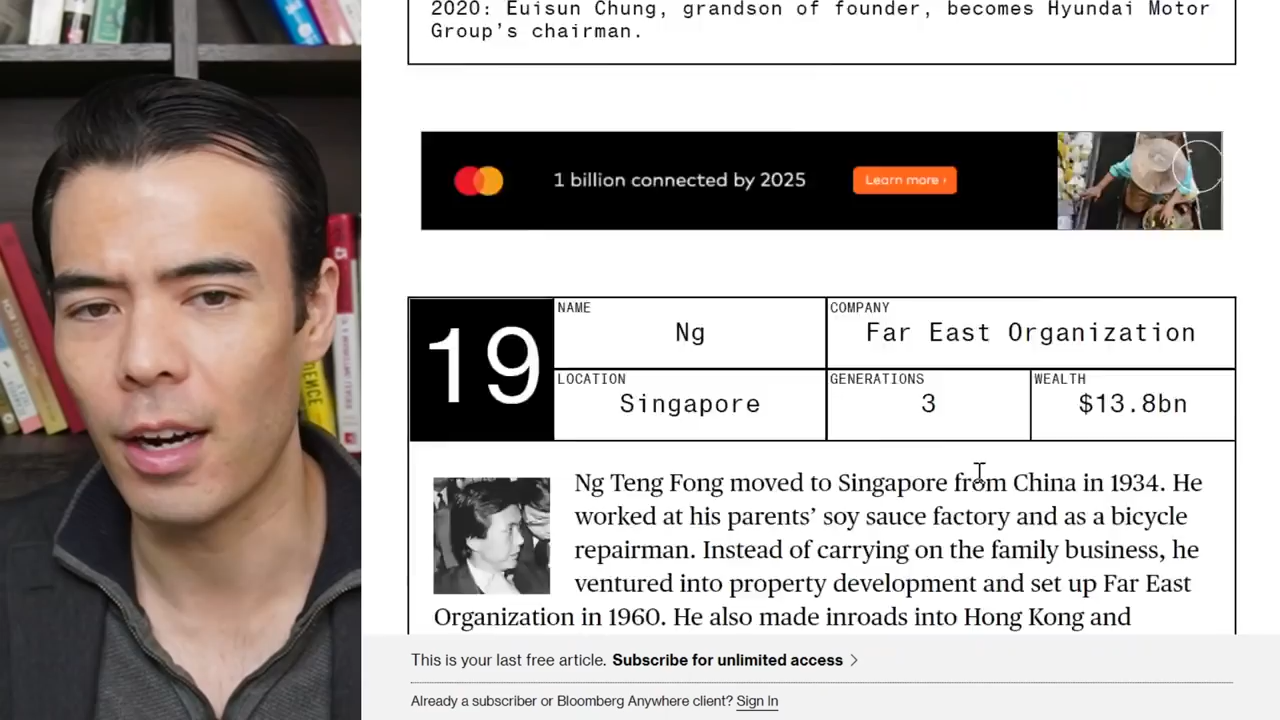 2020: Euisun Chung, grandson of founder, becomes Hyundai Motor
Group's chairman.
1 billion connected by 2025
Learn more ›
19
NAME
Ng
COMPANY
Far East Organization
LOCATION
Singapore
GENERATIONS
3
WEALTH
$13.8bn
Ng Teng Fong moved to Singapore from China in 1934. He
worked at his parents' soy sauce factory and as a bicycle
repairman. Instead of carrying on the family business, he
ventured into property development and set up Far East
Organization in 1960. He also made inroads into Hong Kong and
This is your last free article. Subscribe for unlimited access >
Already a subscriber or Bloomberg Anywhere client? Sign In